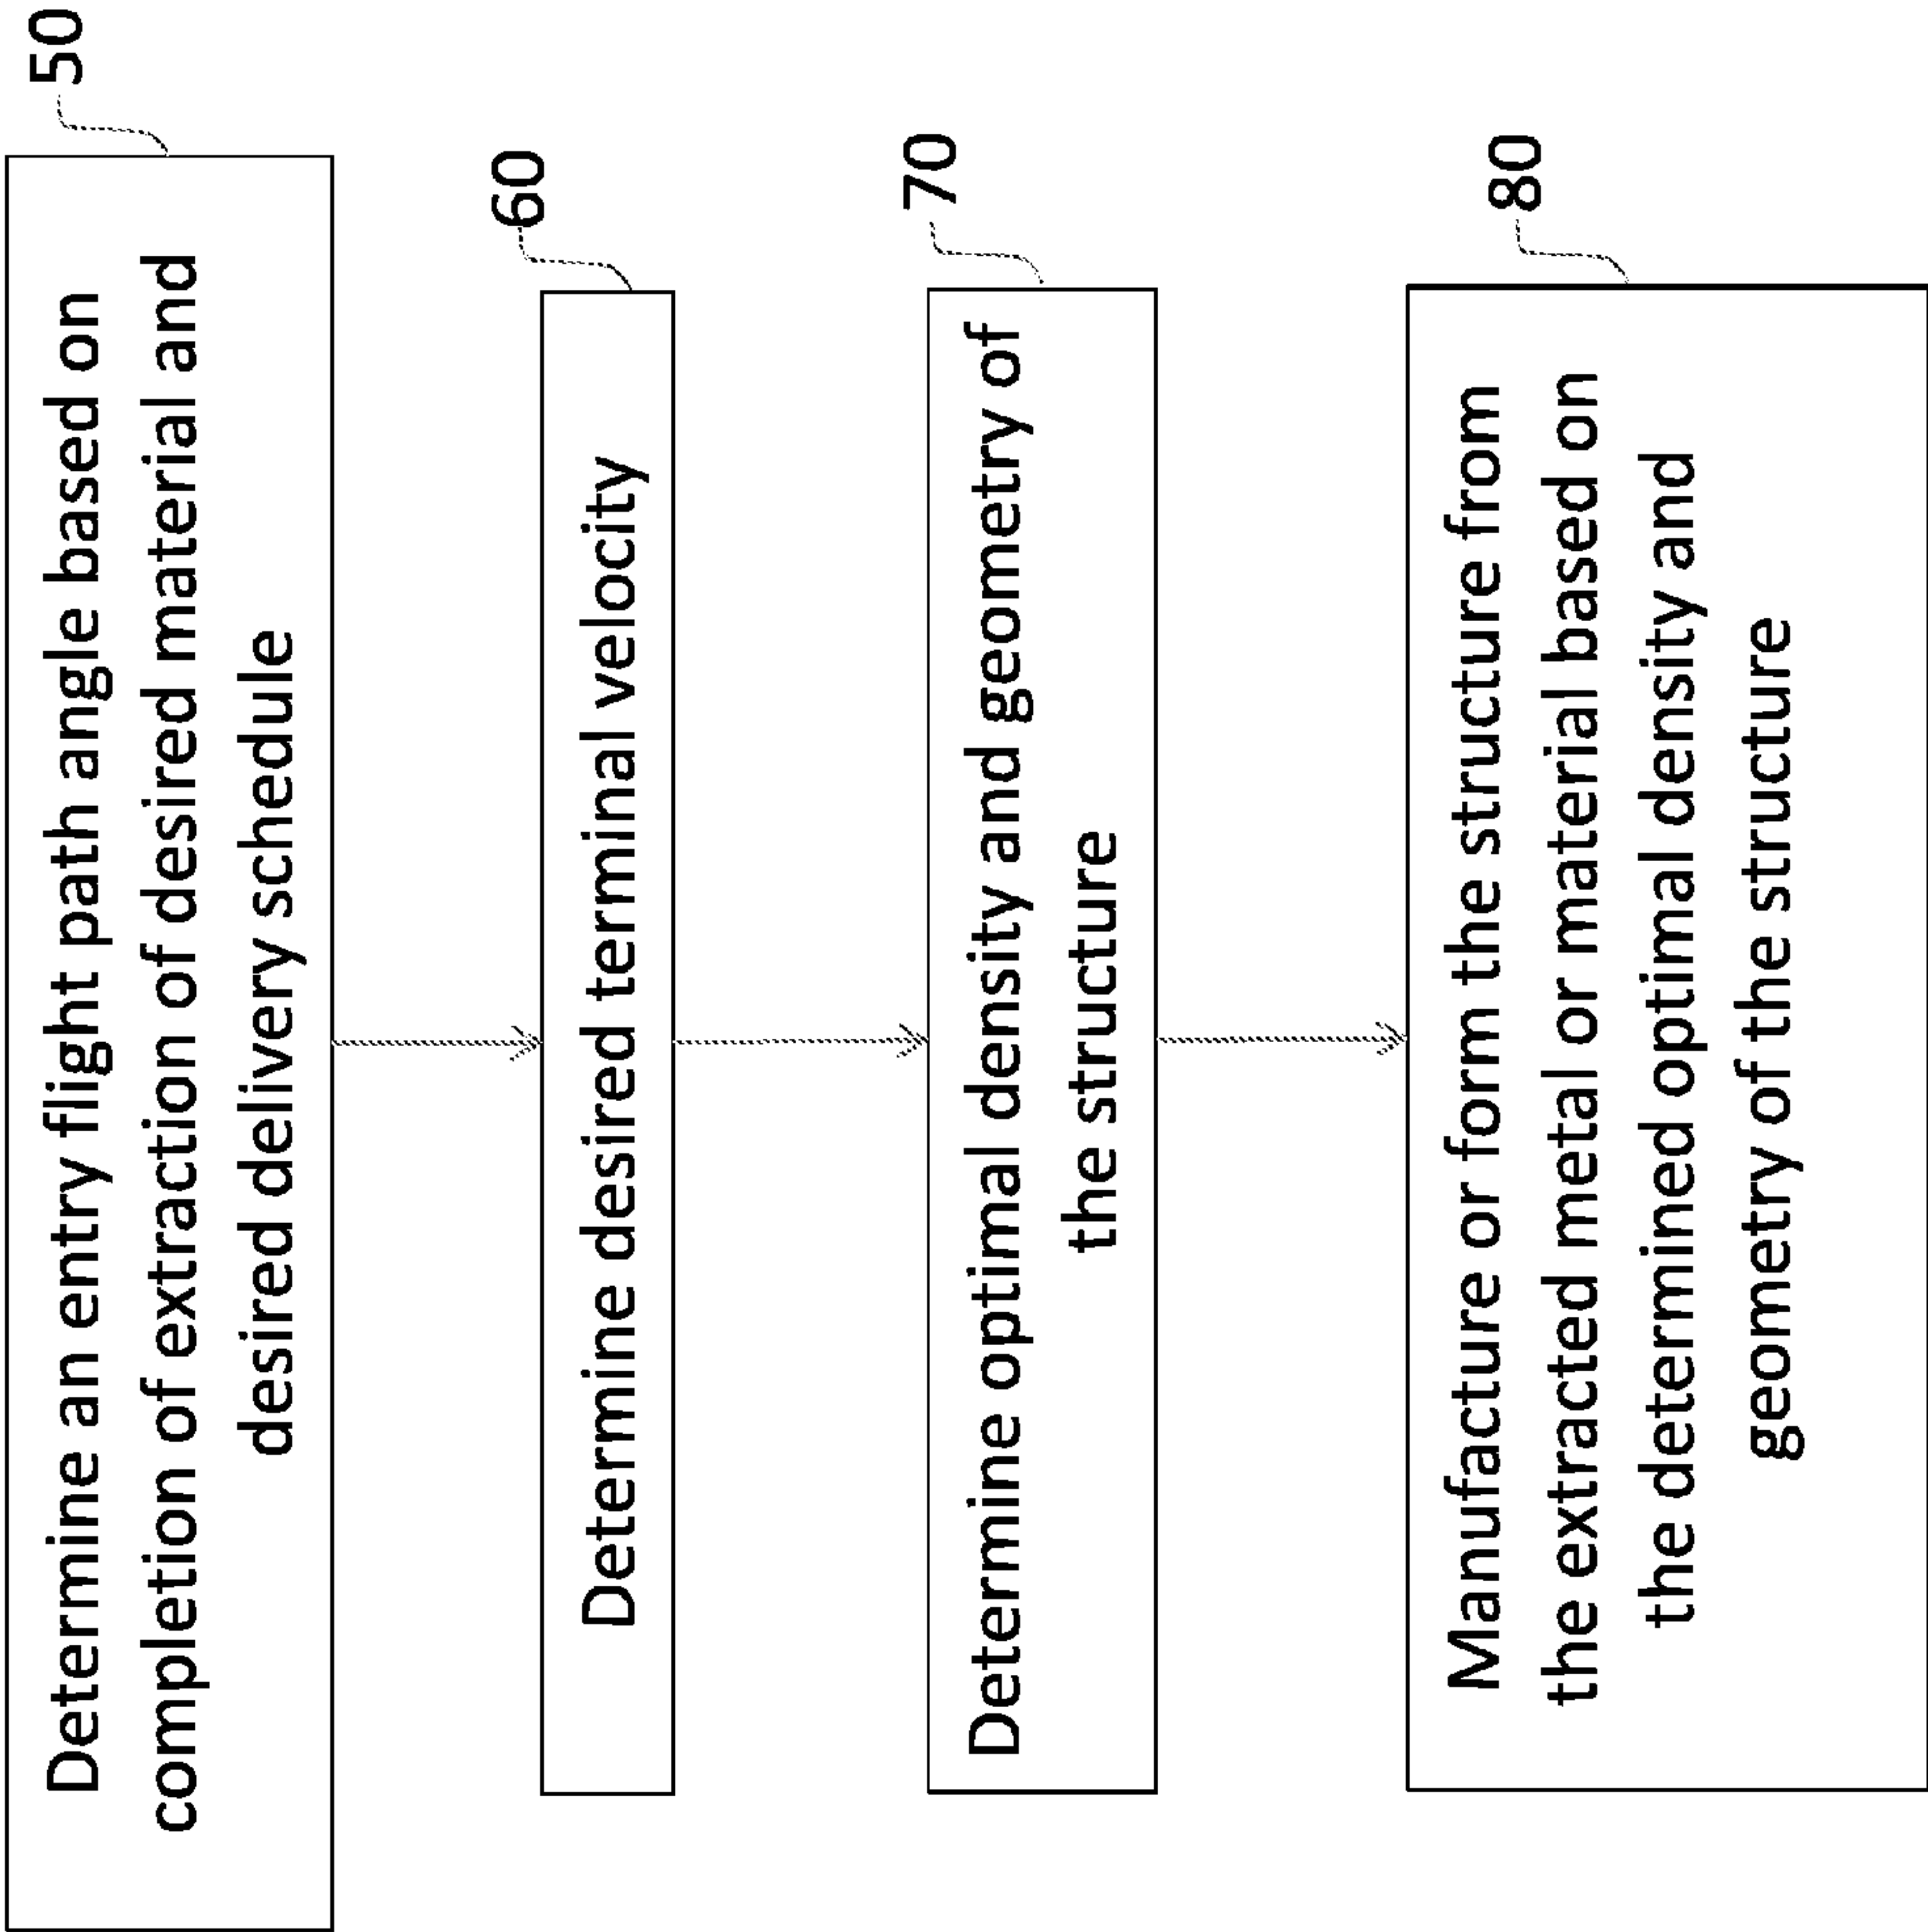 Determine an entry flight path angle based on
completion of extraction of desired material and
desired delivery schedule
50
Determine desired terminal velocity
60
Determine optimal density and geometry of
the structure
70
Manufacture or form the structure from
the extracted metal or material based on
the determined optimal density and
geometry of the structure
80